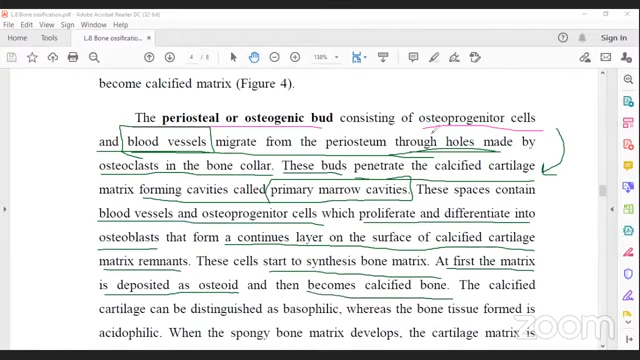 L.8 Bone ossification.pdf - Adobe Acrobat Reader DC (32-bit)
File Edit View Sign Window Help
Home Tools L.8 Bone ossificatio... × Sign In
4 / 8 138%
become calcified matrix (Figure 4).
The periosteal or osteogenic bud consisting of osteoprogenitor cells
and blood vessels migrate from the periosteum through holes made by
osteoclasts in the bone collar. These buds penetrate the calcified cartilage
matrix forming cavities called primary marrow cavities. These spaces contain
blood vessels and osteoprogenitor cells which proliferate and differentiate into
osteoblasts that form a continues layer on the surface of calcified cartilage
matrix remnants. These cells start to synthesis bone matrix. At first the matrix
is deposited as osteoid and then becomes calcified bone. The calcified
cartilage can be distinguished as basophilic, whereas the bone tissue formed is
acidophilic. When the spongy bone matrix develops, the cartilage matrix is
zoom